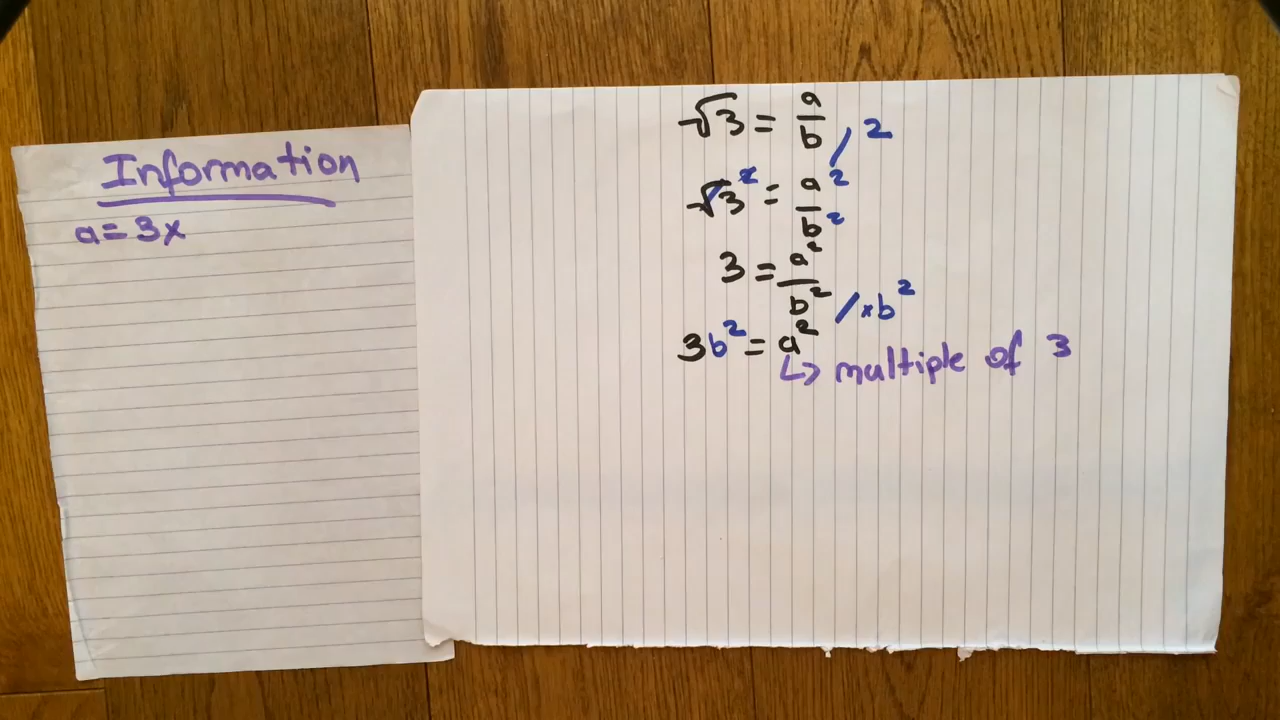 Information
a = 3x
√3 = a/b /2
√3² = a²/b²
3 = a²/b² /×b²
3b² = a²
↳ multiple of 3